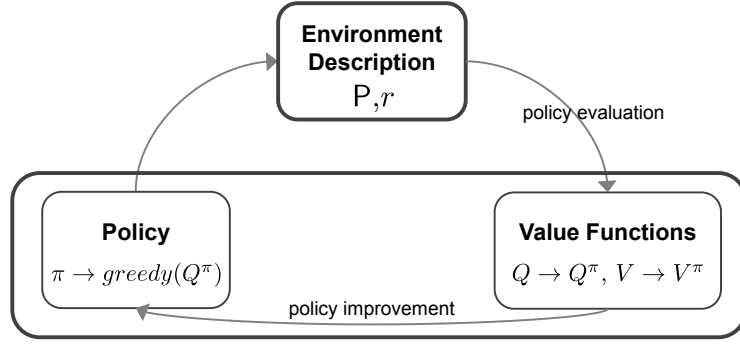 Environment
Description
P,r
policy evaluation
Policy
π → greedy(Q^π)
Value Functions
Q → Q^π, V → V^π
policy improvement